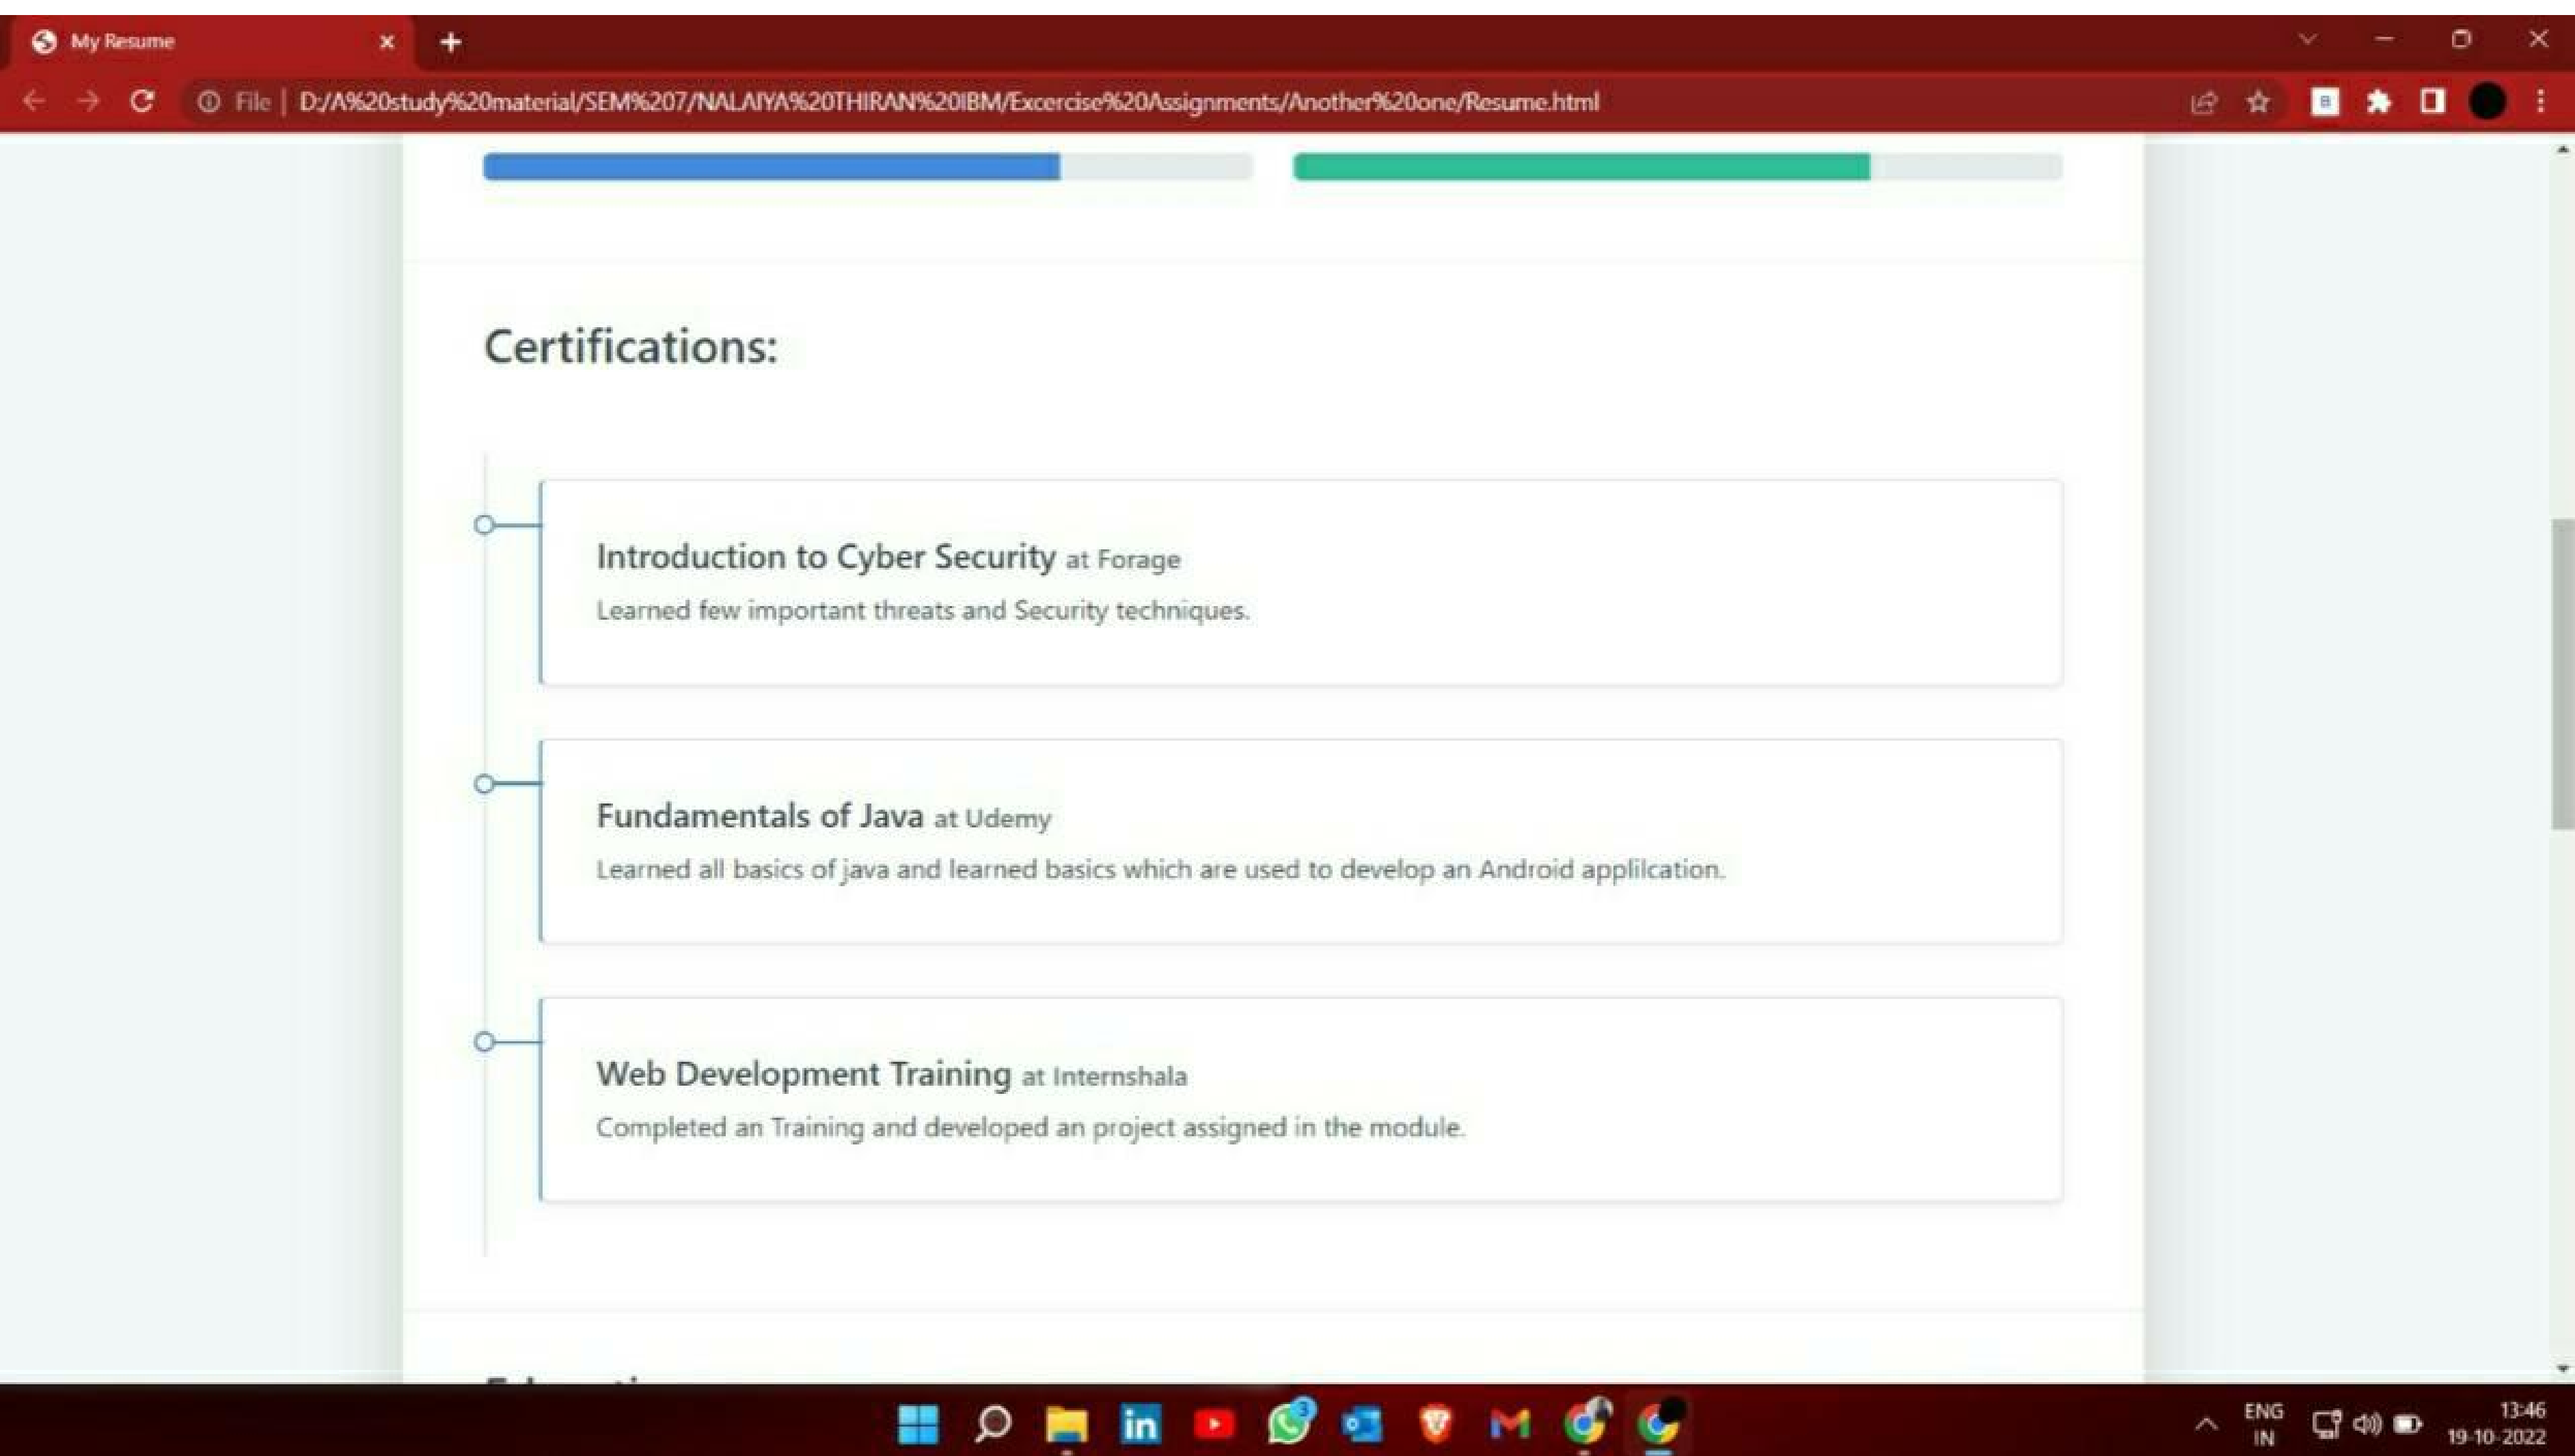 My Resume
File | D:/A%20study%20material/SEM%207/NALAIYA%20THIRAN%20IBM/Excercise%20Assignments/Another%20one/Resume.html
Certifications:
Introduction to Cyber Security at Forage
Learned few important threats and Security techniques.
Fundamentals of Java at Udemy
Learned all basics of java and learned basics which are used to develop an Android applilcation.
Web Development Training at Internshala
Completed an Training and developed an project assigned in the module.
3
ENG
IN
13:46
19-10-2022